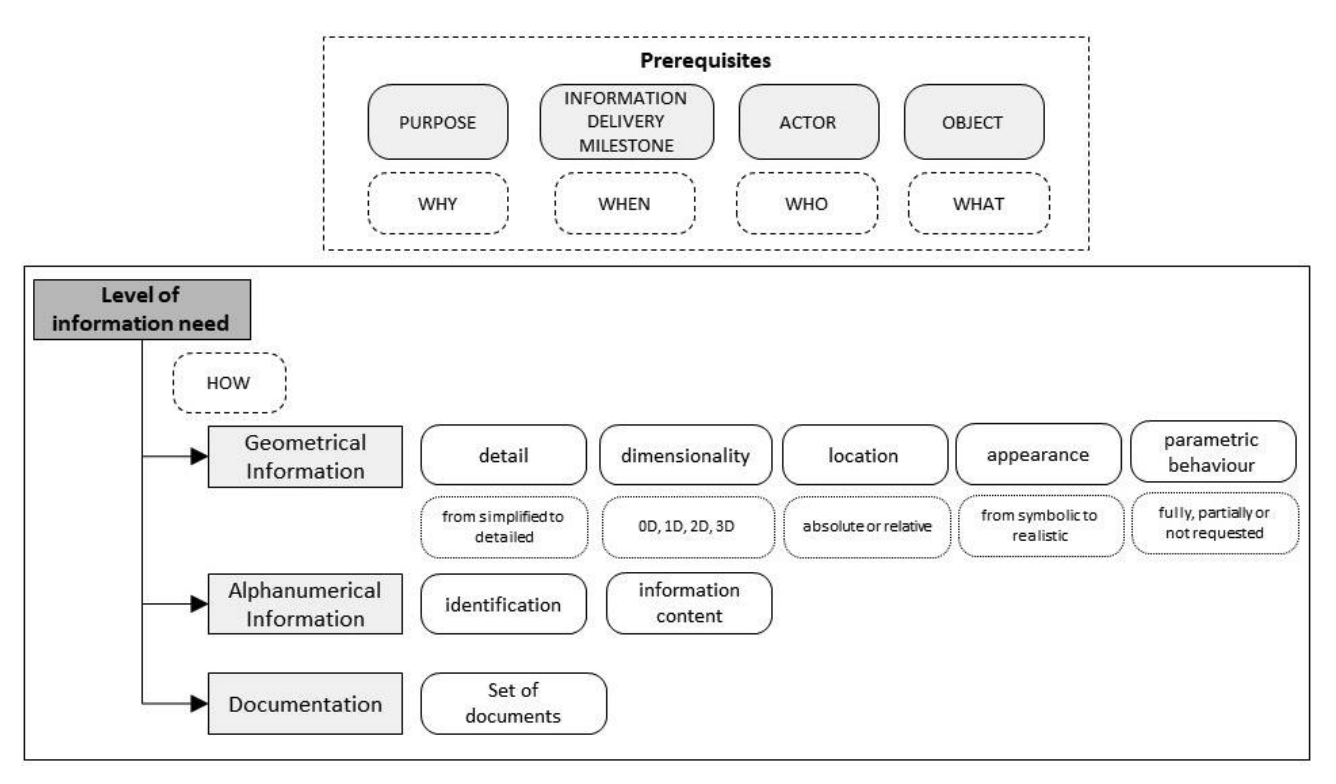 Prerequisites
PURPOSE
INFORMATION
DELIVERY
MILESTONE
ACTOR
OBJECT
WHY
WHEN
WHO
WHAT
Level of
information need
HOW
Geometrical
Information
detail
dimensionality
location
appearance
parametric
behaviour
from simplified to
detailed
0D, 1D, 2D, 3D
absolute or relative
from symbolic to
realistic
fully, partially or
not requested
Alphanumerical
Information
identification
information
content
Documentation
Set of
documents